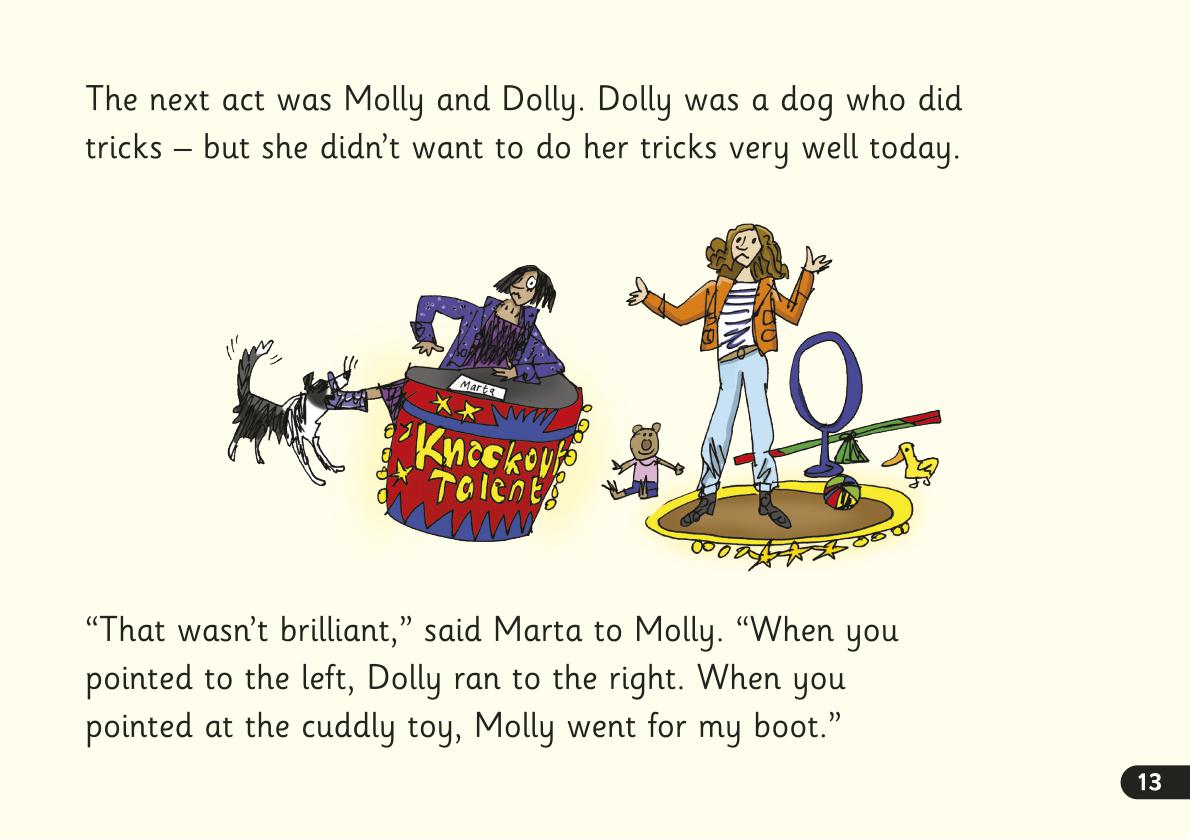 The next act was Molly and Dolly. Dolly was a dog who did
tricks – but she didn’t want to do her tricks very well today.
Marta
Knockout
Talent
“That wasn’t brilliant,” said Marta to Molly. “When you
pointed to the left, Dolly ran to the right. When you
pointed at the cuddly toy, Molly went for my boot.”
13